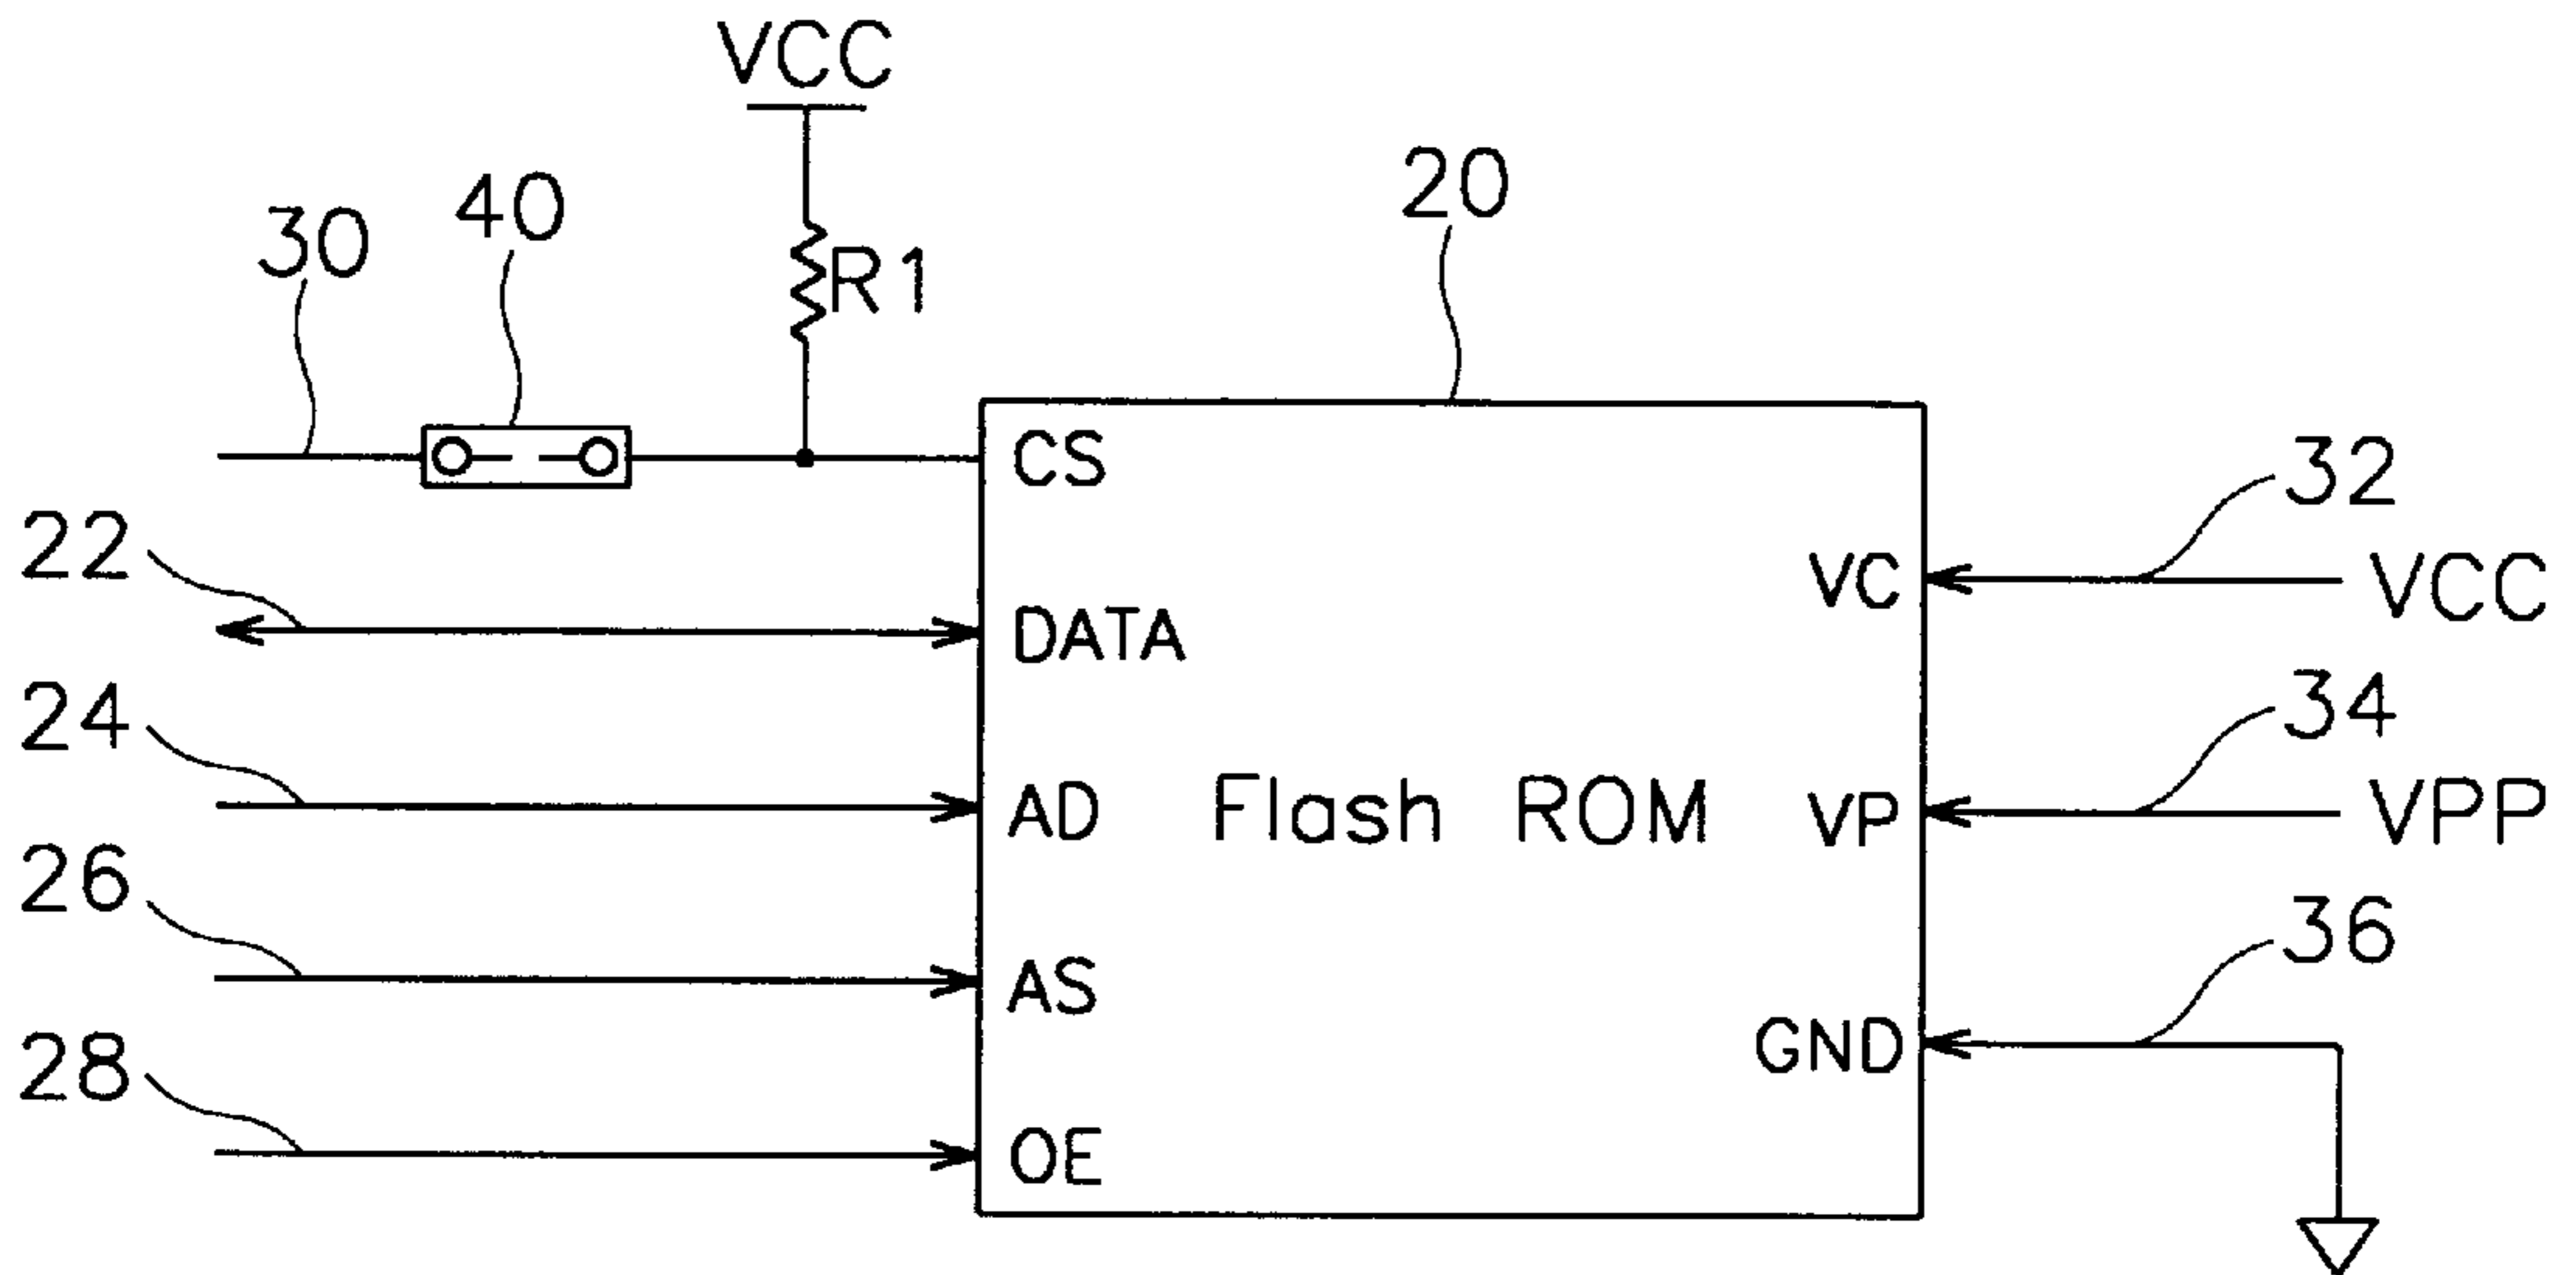 VCC
20
40
30
R1
CS
32
22
VC
VCC
DATA
34
24
AD
Flash ROM
VP
VPP
26
36
AS
GND
28
OE